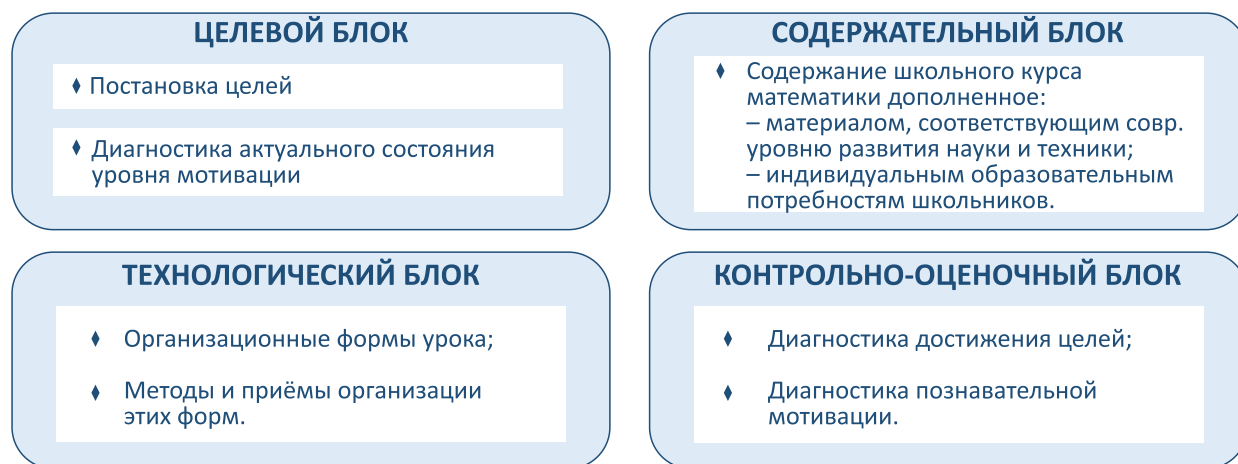 ЦЕЛЕВОЙ БЛОК
♦ Постановка целей
♦ Диагностика актуального состояния
уровня мотивации
СОДЕРЖАТЕЛЬНЫЙ БЛОК
♦ Содержание школьного курса
математики дополненное:
– материалом, соответствующим совр.
уровню развития науки и техники;
– индивидуальным образовательным
потребностям школьников.
ТЕХНОЛОГИЧЕСКИЙ БЛОК
♦ Организационные формы урока;
♦ Методы и приёмы организации
этих форм.
КОНТРОЛЬНО-ОЦЕНОЧНЫЙ БЛОК
♦ Диагностика достижения целей;
♦ Диагностика познавательной
мотивации.